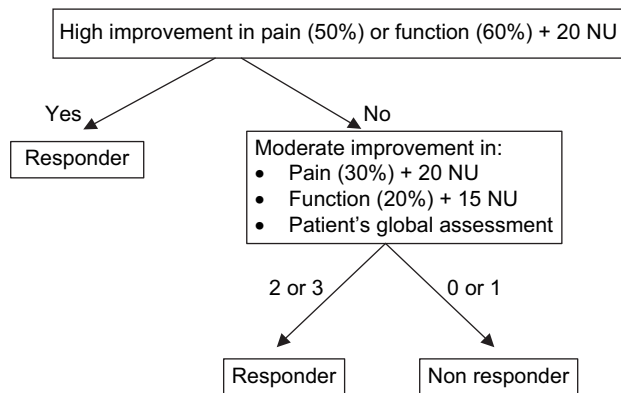 High improvement in pain (50%) or function (60%) + 20 NU
Yes
No
Responder
Moderate improvement in:
• Pain (30%) + 20 NU
• Function (20%) + 15 NU
• Patient’s global assessment
2 or 3
0 or 1
Responder
Non responder